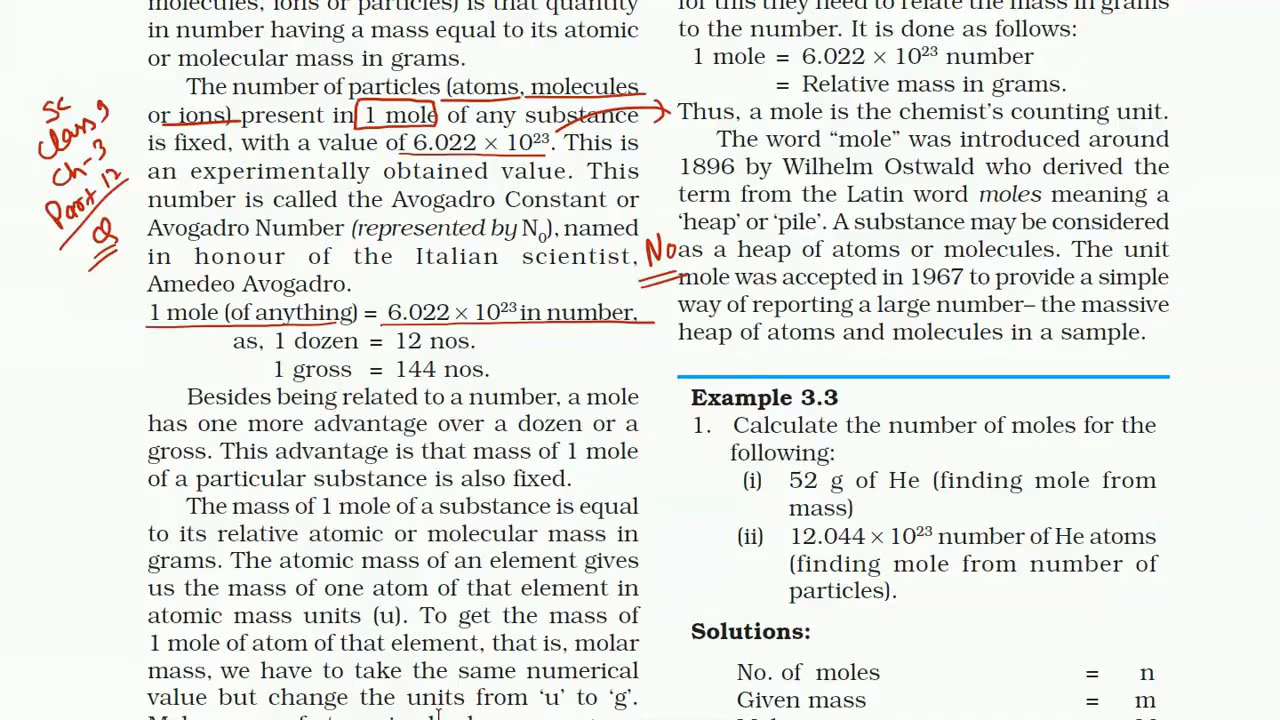 molecules, ions or particles) is that quantity
in number having a mass equal to its atomic
or molecular mass in grams.
The number of particles (atoms, molecules
or ions) present in 1 mole of any substance
is fixed, with a value of 6.022 × 10²³. This is
an experimentally obtained value. This
number is called the Avogadro Constant or
Avogadro Number (represented by N₀), named
in honour of the Italian scientist,
Amedeo Avogadro.
1 mole (of anything) = 6.022 × 10²³ in number,
as, 1 dozen = 12 nos.
1 gross = 144 nos.
Besides being related to a number, a mole
has one more advantage over a dozen or a
gross. This advantage is that mass of 1 mole
of a particular substance is also fixed.
The mass of 1 mole of a substance is equal
to its relative atomic or molecular mass in
grams. The atomic mass of an element gives
us the mass of one atom of that element in
atomic mass units (u). To get the mass of
1 mole of atom of that element, that is, molar
mass, we have to take the same numerical
value but change the units from ‘u’ to ‘g’.
Sc
Class 9
Ch-3
Part 12
for this they need to relate the mass in grams
to the number. It is done as follows:
1 mole = 6.022 × 10²³ number
= Relative mass in grams.
Thus, a mole is the chemist's counting unit.
The word “mole” was introduced around
1896 by Wilhelm Ostwald who derived the
term from the Latin word moles meaning a
‘heap’ or ‘pile’. A substance may be considered
as a heap of atoms or molecules. The unit
mole was accepted in 1967 to provide a simple
way of reporting a large number– the massive
heap of atoms and molecules in a sample.
No
Example 3.3
1. Calculate the number of moles for the
following:
(i) 52 g of He (finding mole from
mass)
(ii) 12.044 × 10²³ number of He atoms
(finding mole from number of
particles).
Solutions:
No. of moles = n
Given mass = m